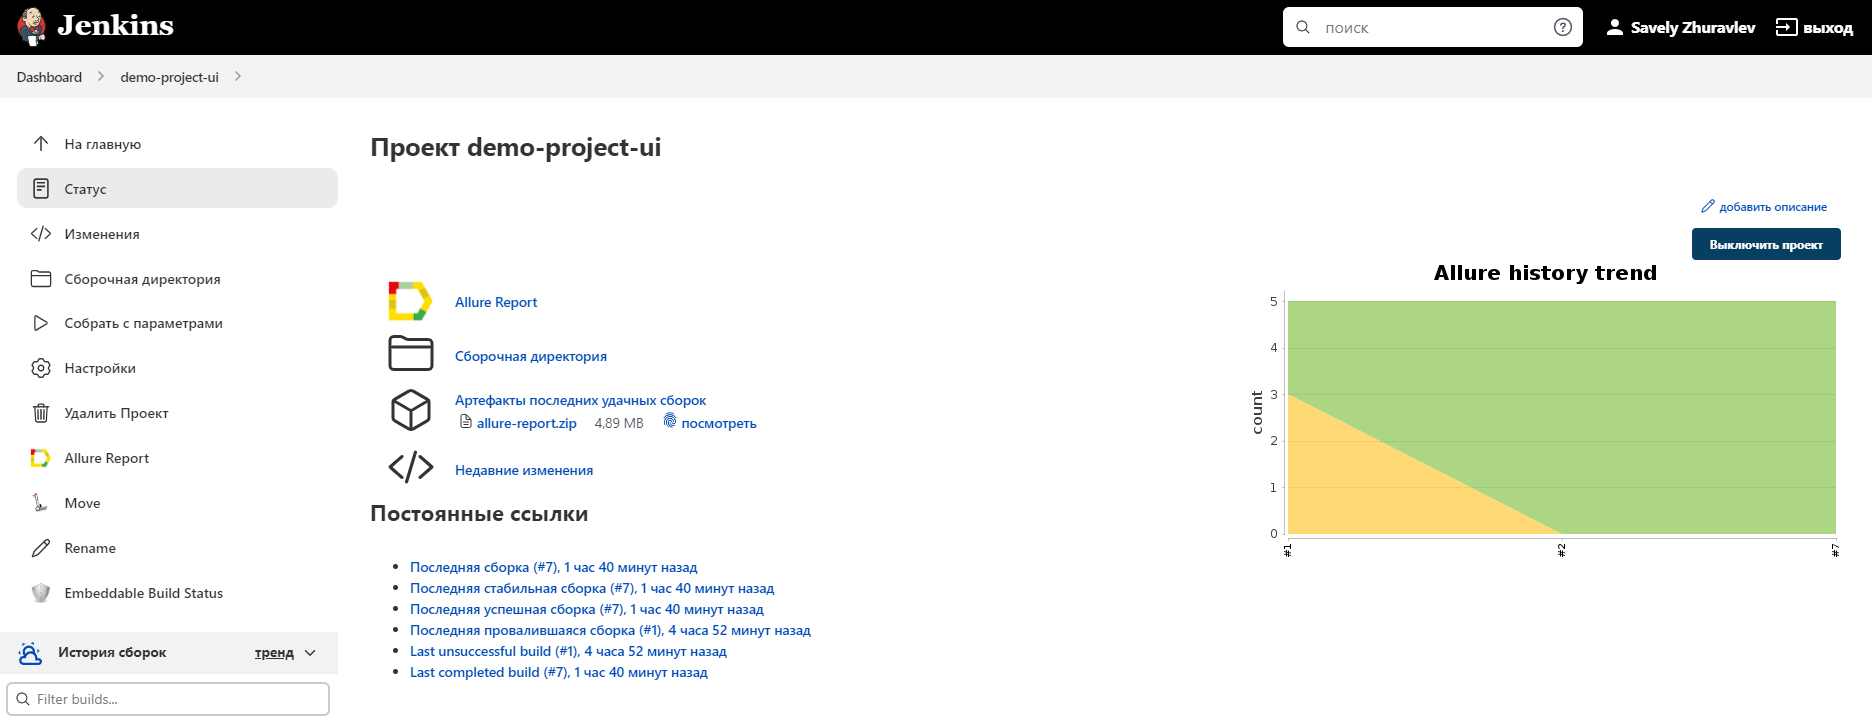 Jenkins
поиск
Savely Zhuravlev
выход
Dashboard
demo-project-ui
На главную
Статус
Изменения
Сборочная директория
Собрать с параметрами
Настройки
Удалить Проект
Allure Report
Move
Rename
Embeddable Build Status
История сборок
тренд
Filter builds...
Проект demo-project-ui
добавить описание
Выключить проект
Allure Report
Сборочная директория
Артефакты последних удачных сборок
allure-report.zip 4,89 MB посмотреть
Недавние изменения
Постоянные ссылки
Последняя сборка (#7), 1 час 40 минут назад
Последняя стабильная сборка (#7), 1 час 40 минут назад
Последняя успешная сборка (#7), 1 час 40 минут назад
Последняя провалившаяся сборка (#1), 4 часа 52 минут назад
Last unsuccessful build (#1), 4 часа 52 минут назад
Last completed build (#7), 1 час 40 минут назад
Allure history trend
count
5
4
3
2
1
0
#1
#2
#7